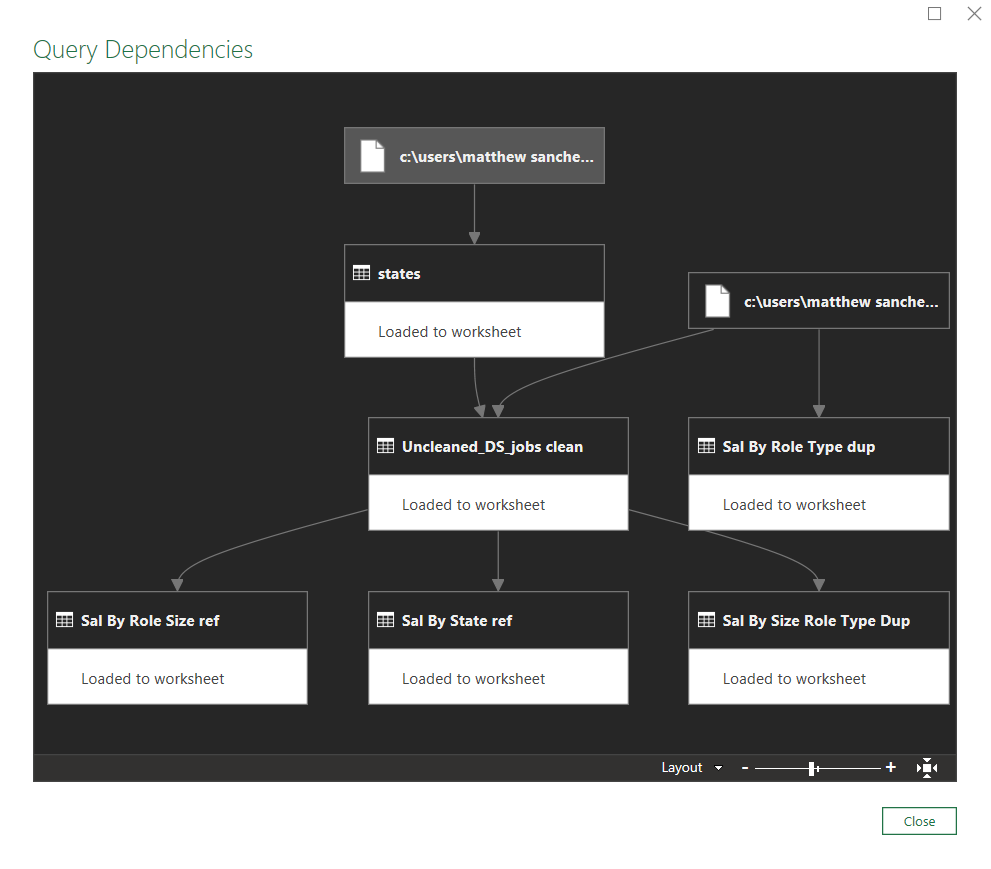 Query Dependencies
c:\users\matthew sanche...
states
Loaded to worksheet
c:\users\matthew sanche...
Uncleaned_DS_jobs clean
Loaded to worksheet
Sal By Role Type dup
Loaded to worksheet
Sal By Role Size ref
Loaded to worksheet
Sal By State ref
Loaded to worksheet
Sal By Size Role Type Dup
Loaded to worksheet
Layout
Close